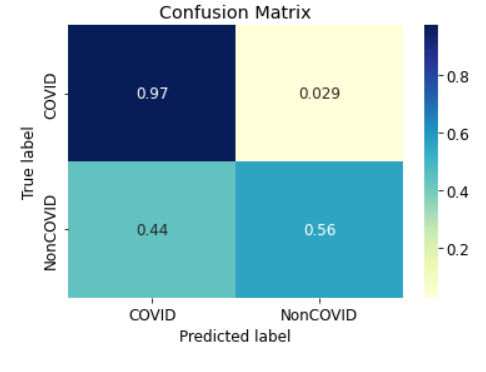 Confusion Matrix
True label
COVID
NonCOVID
0.97
0.029
0.44
0.56
COVID
NonCOVID
Predicted label
0.8
0.6
0.4
0.2